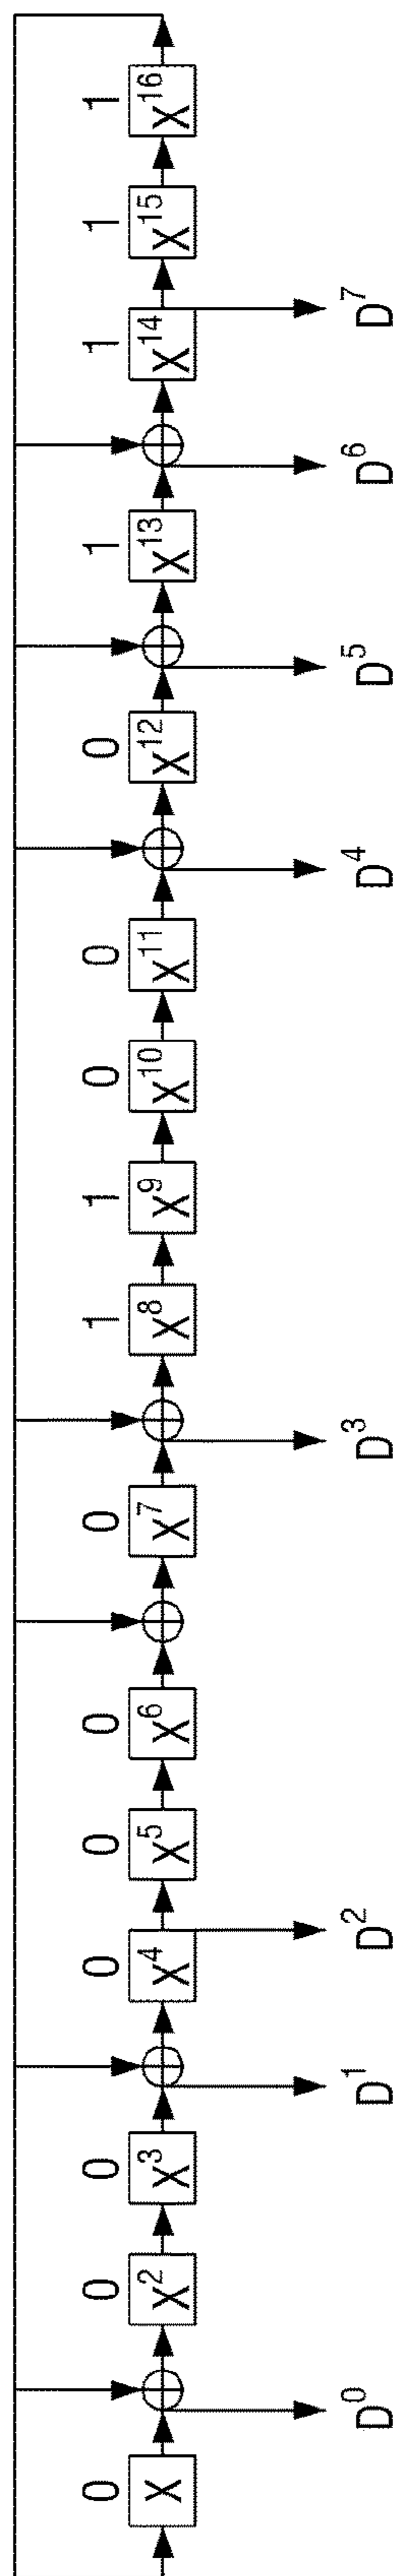 0 0 0 0 0 0 0 1 1 0 0 0 1 1 1 1
X X² X³ X⁴ X⁵ X⁶ X⁷ X⁸ X⁹ X¹⁰ X¹¹ X¹² X¹³ X¹⁴ X¹⁵ X¹⁶
D⁰ D¹ D² D³ D⁴ D⁵ D⁶ D⁷